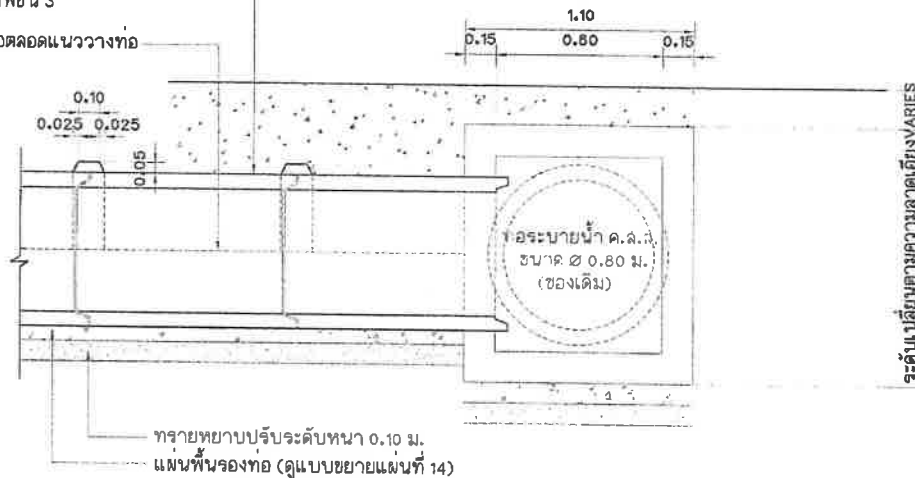 3
ตลอดแนววางท่อ
1.10
0.15 0.80 0.15
0.10
0.025 0.025
0.05
ท่อระบายน้ำ ค.ส.ล.
ขนาด Ø 0.80 ม.
(ของเดิม)
ระดับเปลี่ยนตามความลาดเอียง VARIES
ทรายหยาบปรับระดับหนา 0.10 ม.
แผ่นพื้นรองท่อ (ดูแบบขยายแผ่นที่ 14)